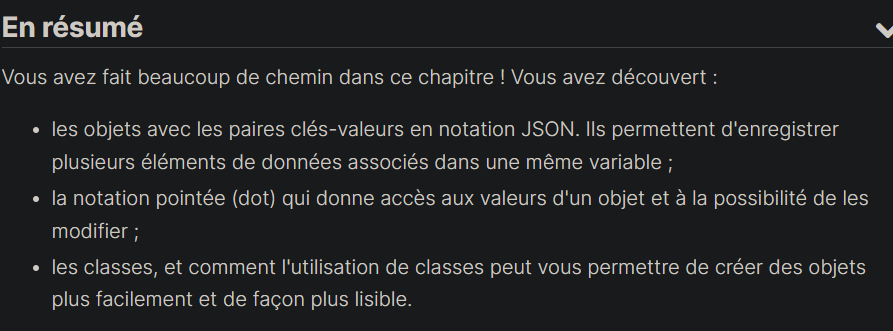 En résumé
Vous avez fait beaucoup de chemin dans ce chapitre ! Vous avez découvert :
• les objets avec les paires clés-valeurs en notation JSON. Ils permettent d'enregistrer
plusieurs éléments de données associés dans une même variable ;
• la notation pointée (dot) qui donne accès aux valeurs d'un objet et à la possibilité de les
modifier ;
• les classes, et comment l'utilisation de classes peut vous permettre de créer des objets
plus facilement et de façon plus lisible.